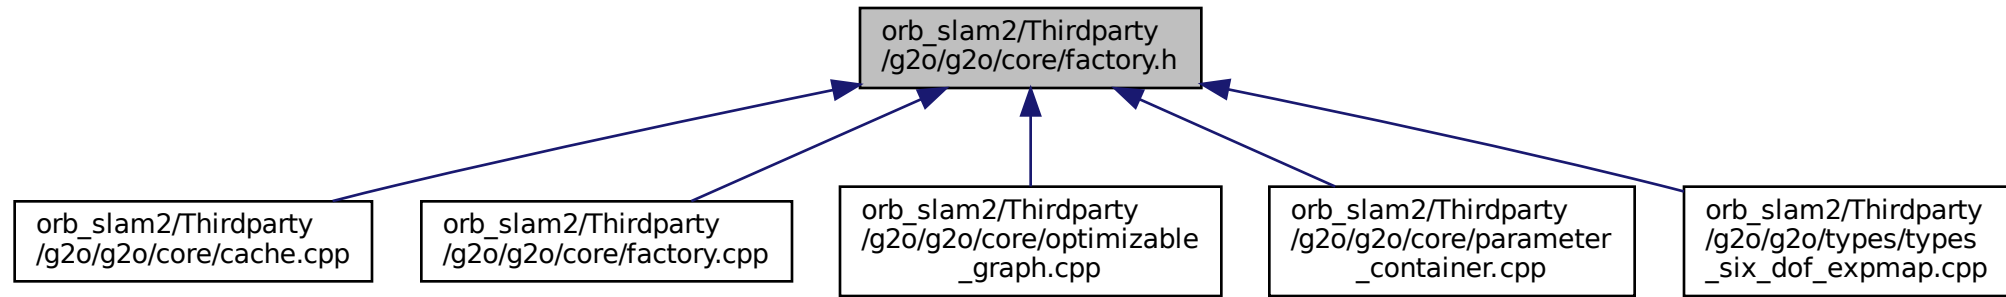 orb_slam2/Thirdparty
/g2o/g2o/core/factory.h
orb_slam2/Thirdparty
/g2o/g2o/core/cache.cpp
orb_slam2/Thirdparty
/g2o/g2o/core/factory.cpp
orb_slam2/Thirdparty
/g2o/g2o/core/optimizable
_graph.cpp
orb_slam2/Thirdparty
/g2o/g2o/core/parameter
_container.cpp
orb_slam2/Thirdparty
/g2o/g2o/types/types
_six_dof_expmap.cpp